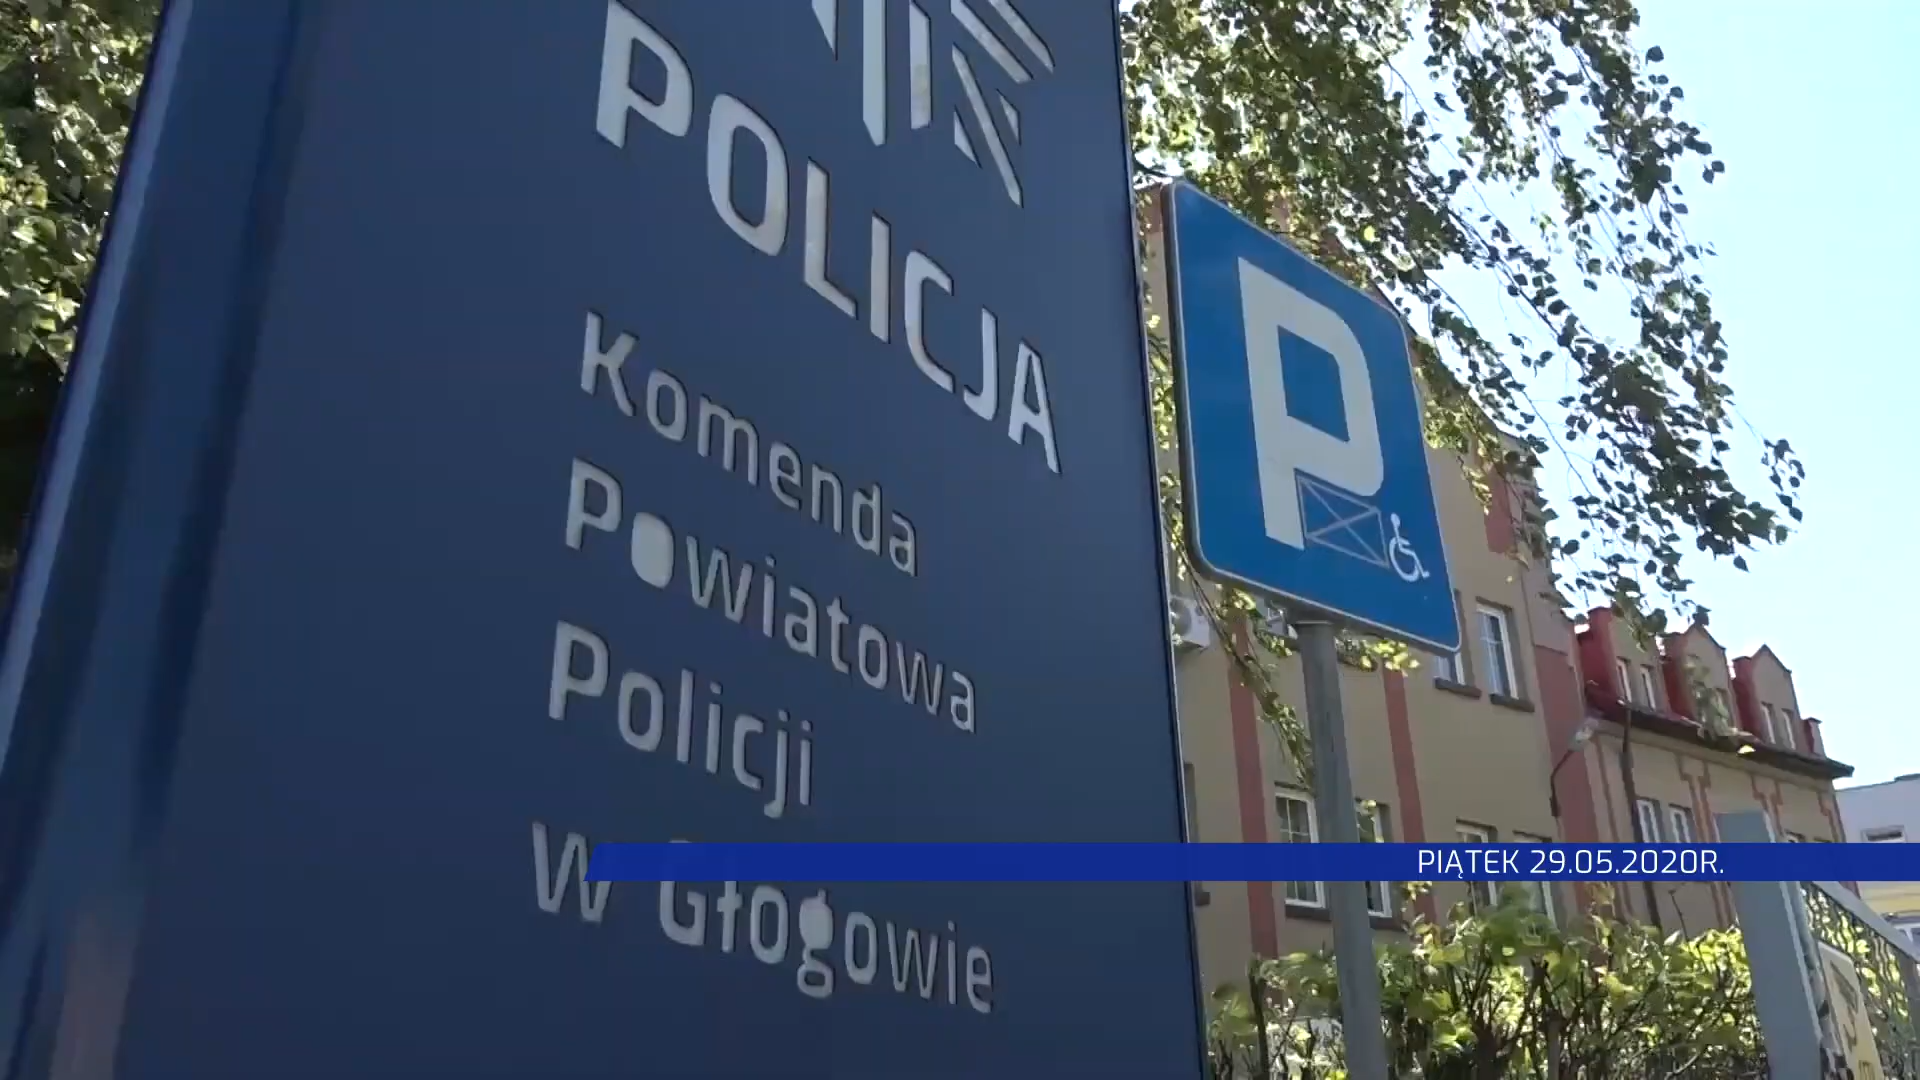 POLICJA
Komenda
Powiatowa
Policji
w Głogowie
P
PIĄTEK 29.05.2020R.